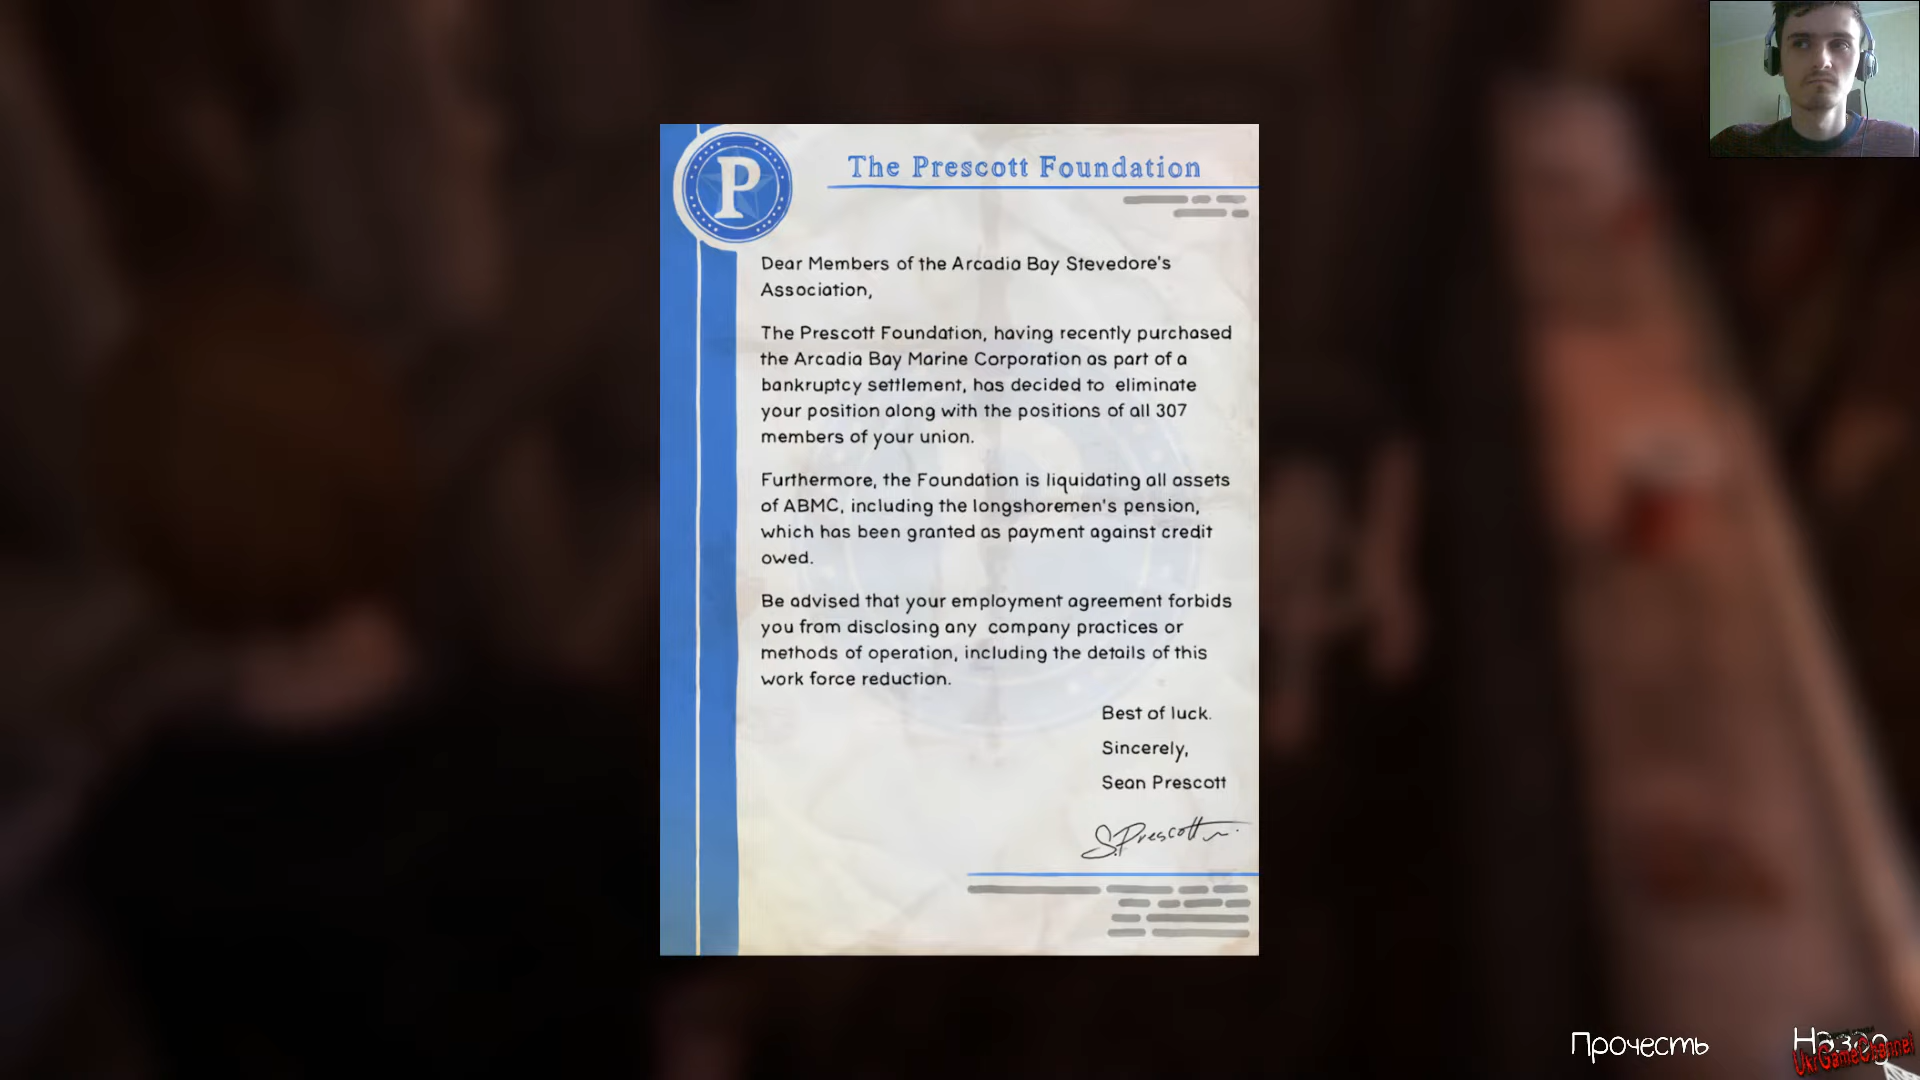 P
The Prescott Foundation
Dear Members of the Arcadia Bay Stevedore's
Association,
The Prescott Foundation, having recently purchased
the Arcadia Bay Marine Corporation as part of a
bankruptcy settlement, has decided to eliminate
your position along with the positions of all 307
members of your union.
Furthermore, the Foundation is liquidating all assets
of ABMC, including the longshoremen's pension,
which has been granted as payment against credit
owed.
Be advised that your employment agreement forbids
you from disclosing any company practices or
methods of operation, including the details of this
work force reduction.
Best of luck.
Sincerely,
Sean Prescott
S.Prescott
Прочесть
Назад
UkrGameChannel